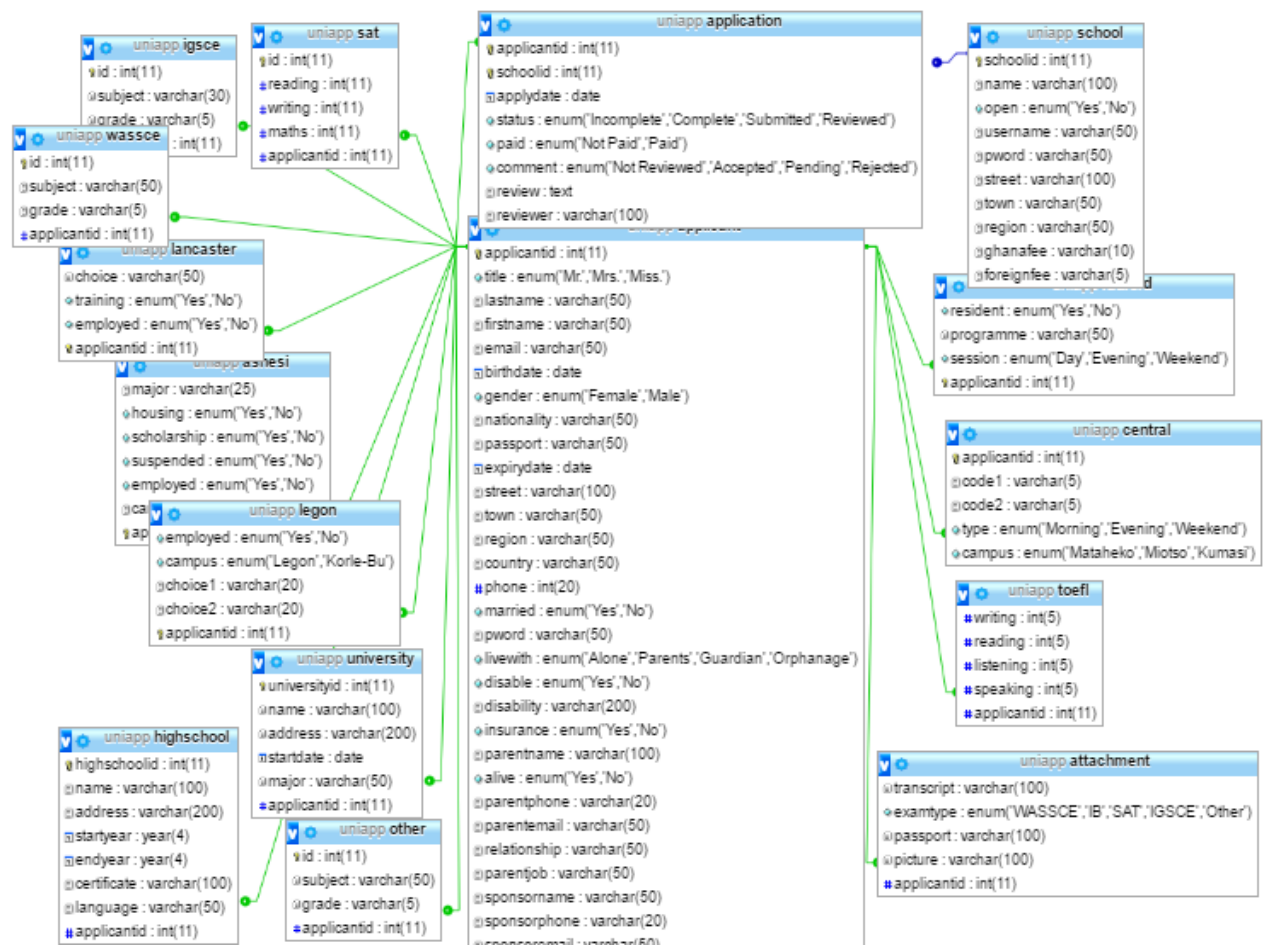 uniapp igsce
id : int(11)
subject : varchar(30)
grade : varchar(5)
: int(11)
uniapp sat
id : int(11)
reading : int(11)
writing : int(11)
maths : int(11)
applicantid : int(11)
uniapp wassce
id : int(11)
subject : varchar(50)
grade : varchar(5)
applicantid : int(11)
uniapp lancaster
choice : varchar(50)
training : enum('Yes','No')
employed : enum('Yes','No')
applicantid : int(11)
uniapp ashesi
major : varchar(25)
housing : enum('Yes','No')
scholarship : enum('Yes','No')
suspended : enum('Yes','No')
employed : enum('Yes','No')
uniapp legon
employed : enum('Yes','No')
campus : enum('Legon','Korle-Bu')
choice1 : varchar(20)
choice2 : varchar(20)
applicantid : int(11)
uniapp university
universityid : int(11)
name : varchar(100)
address : varchar(200)
startdate : date
major : varchar(50)
applicantid : int(11)
uniapp highschool
highschoolid : int(11)
name : varchar(100)
address : varchar(200)
startyear : year(4)
endyear : year(4)
certificate : varchar(100)
language : varchar(50)
applicantid : int(11)
uniapp other
id : int(11)
subject : varchar(50)
grade : varchar(5)
applicantid : int(11)
uniapp application
applicantid : int(11)
schoolid : int(11)
applydate : date
status : enum('Incomplete','Complete','Submitted','Reviewed')
paid : enum('Not Paid','Paid')
comment : enum('Not Reviewed','Accepted','Pending','Rejected')
review : text
reviewer : varchar(100)
uniapp applicant
applicantid : int(11)
title : enum('Mr.','Mrs.','Miss.')
lastname : varchar(50)
firstname : varchar(50)
email : varchar(50)
birthdate : date
gender : enum('Female','Male')
nationality : varchar(50)
passport : varchar(50)
expirydate : date
street : varchar(100)
town : varchar(50)
region : varchar(50)
country : varchar(50)
phone : int(20)
married : enum('Yes','No')
pword : varchar(50)
livewith : enum('Alone','Parents','Guardian','Orphanage')
disable : enum('Yes','No')
disability : varchar(200)
insurance : enum('Yes','No')
parentname : varchar(100)
alive : enum('Yes','No')
parentphone : varchar(20)
parentemail : varchar(50)
relationship : varchar(50)
parentjob : varchar(50)
sponsorname : varchar(50)
sponsorphone : varchar(20)
sponsoremail : varchar(50)
uniapp school
schoolid : int(11)
name : varchar(100)
open : enum('Yes','No')
username : varchar(50)
pword : varchar(50)
street : varchar(100)
town : varchar(50)
region : varchar(50)
ghanafee : varchar(10)
foreignfee : varchar(5)
resident : enum('Yes','No')
programme : varchar(50)
session : enum('Day','Evening','Weekend')
applicantid : int(11)
uniapp central
applicantid : int(11)
code1 : varchar(5)
code2 : varchar(5)
type : enum('Morning','Evening','Weekend')
campus : enum('Mataheko','Miotso','Kumasi')
uniapp toefl
writing : int(5)
reading : int(5)
listening : int(5)
speaking : int(5)
applicantid : int(11)
uniapp attachment
transcript : varchar(100)
examtype : enum('WASSCE','IB','SAT','IGSCE','Other')
passport : varchar(100)
picture : varchar(100)
applicantid : int(11)